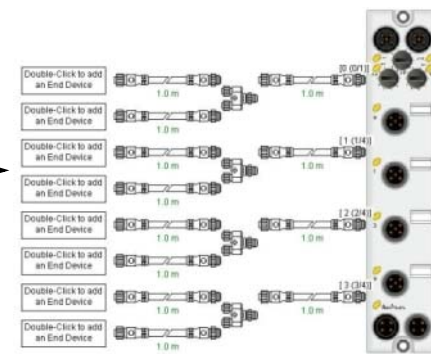 [0 (0/1)]
Double-Click to add
an End Device
1.0 m
1.0 m
Double-Click to add
an End Device
1.0 m
Double-Click to add
an End Device
[ 1 (1/4)]
1.0 m
1.0 m
Double-Click to add
an End Device
1.0 m
Double-Click to add
an End Device
[ 2 (2/4)]
1.0 m
1.0 m
Double-Click to add
an End Device
1.0 m
Double-Click to add
an End Device
[ 3 (3/4)]
1.0 m
1.0 m
Double-Click to add
an End Device
1.0 m